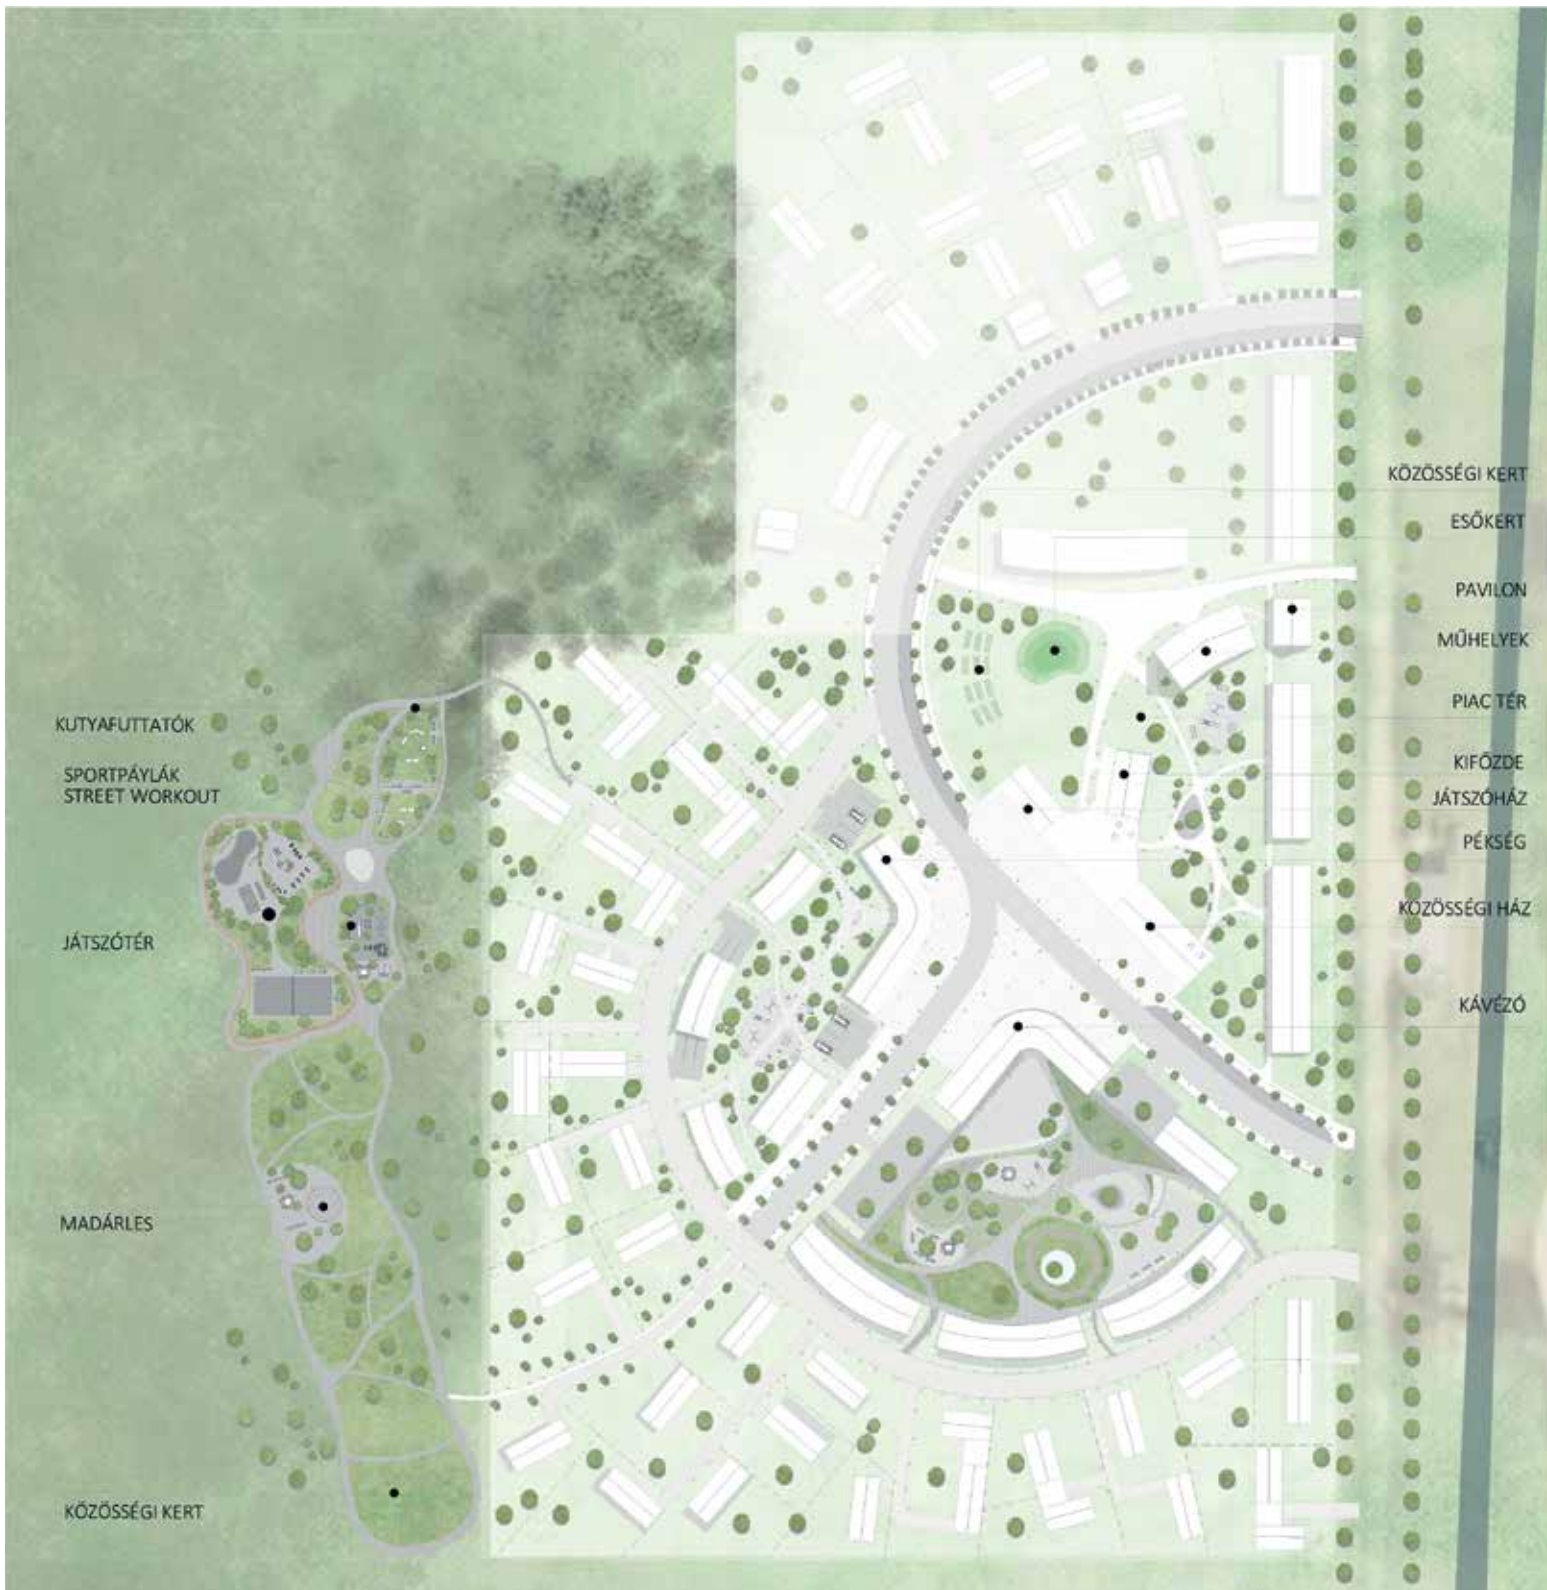 KÖZÖSSÉGI KERT
ESŐKERT
PAVILON
MŰHELYEK
PIAC TÉR
KIFŐZDE
JÁTSZÓHÁZ
PÉKSÉG
KÖZÖSSÉGI HÁZ
KÁVÉZÓ
KUTYAFUTTATÓK
SPORTPÁYLÁK
STREET WORKOUT
JÁTSZÓTÉR
MADÁRLES
KÖZÖSSÉGI KERT